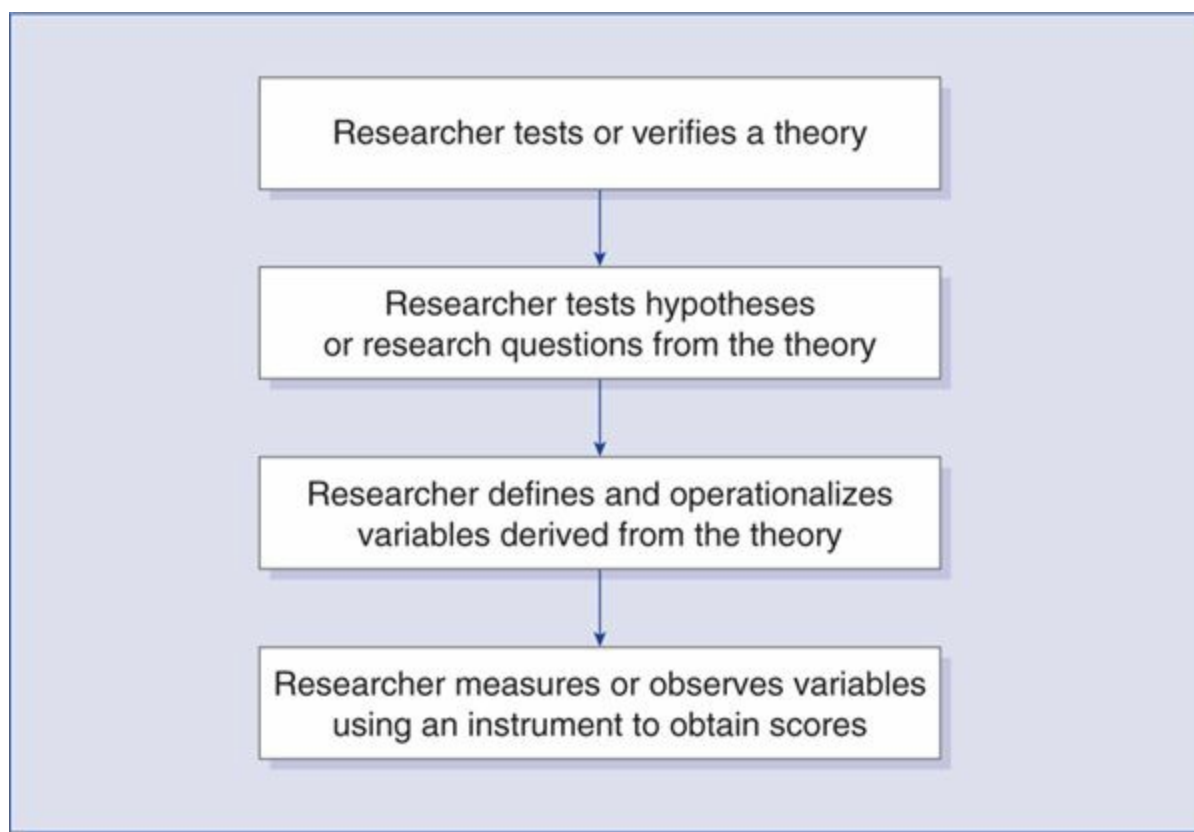 Researcher tests or verifies a theory
Researcher tests hypotheses
or research questions from the theory
Researcher defines and operationalizes
variables derived from the theory
Researcher measures or observes variables
using an instrument to obtain scores